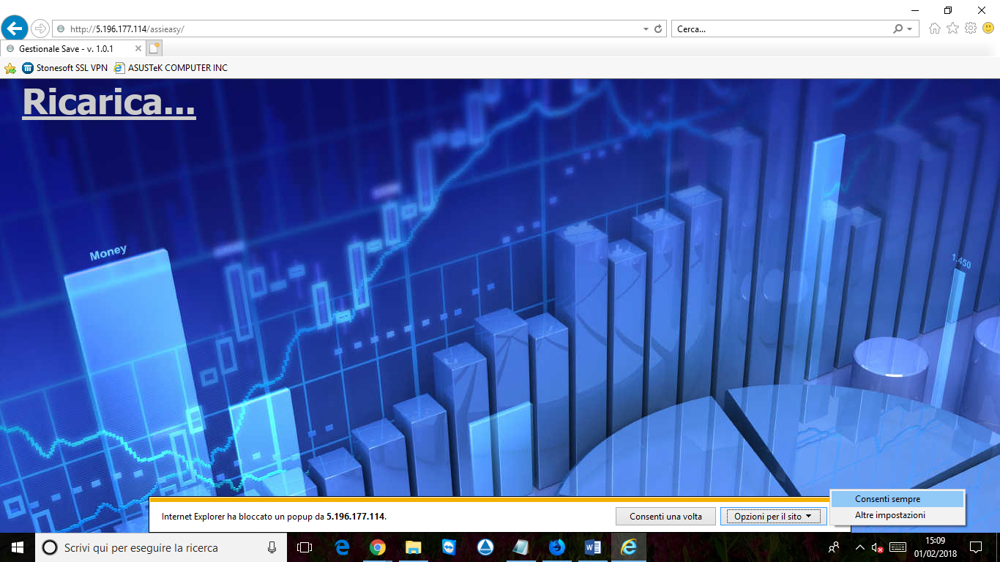 http://5.196.177.114/assieasy/
Cerca...
Gestionale Save - v. 1.0.1
Stonesoft SSL VPN
ASUSTeK COMPUTER INC
Ricarica...
Money
1.450
Consenti sempre
Altre impostazioni
Internet Explorer ha bloccato un popup da 5.196.177.114.
Consenti una volta
Opzioni per il sito
Scrivi qui per eseguire la ricerca
15:09
01/02/2018